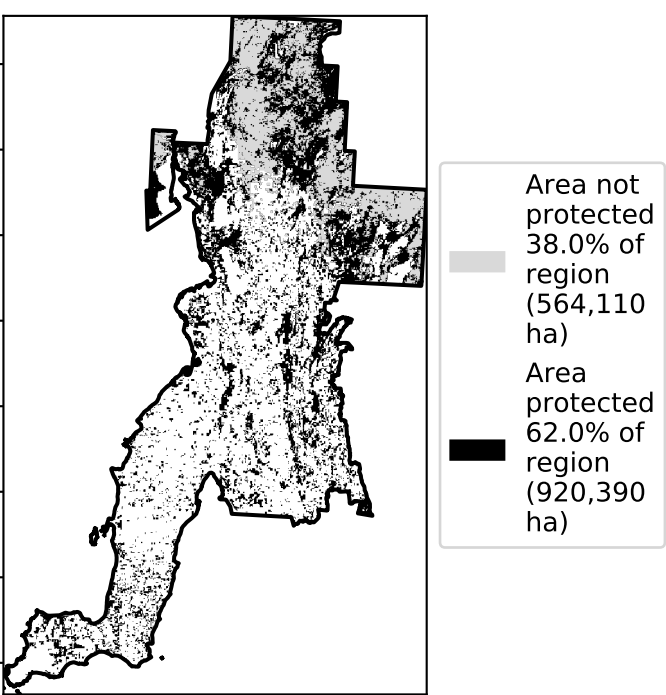 Area not
protected
38.0% of
region
(564,110
ha)
Area
protected
62.0% of
region
(920,390
ha)